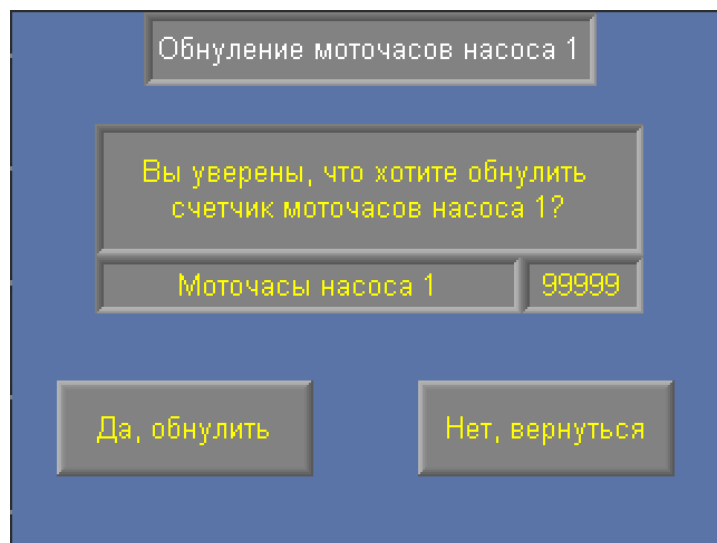 Обнуление моточасов насоса 1
Вы уверены, что хотите обнулить
счетчик моточасов насоса 1?
Моточасы насоса 1 99999
Да, обнулить Нет, вернуться